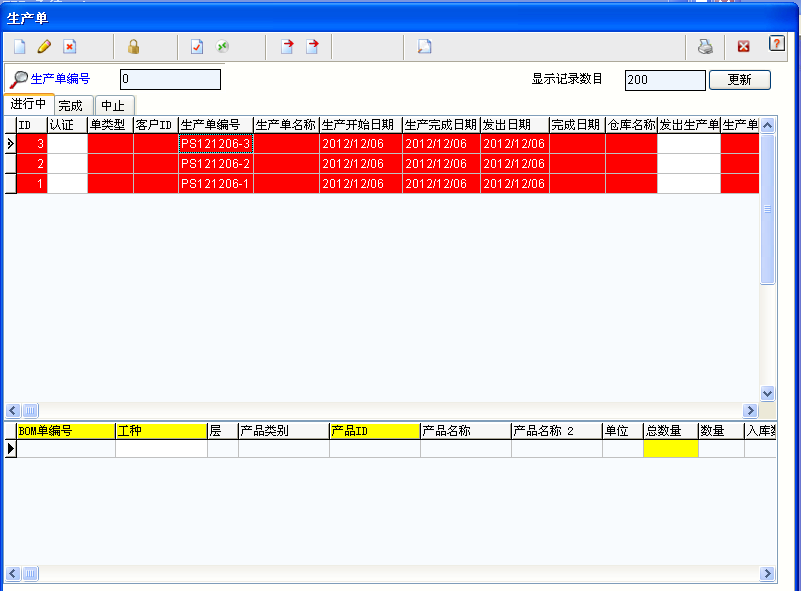 生产单
生产单编号 0 显示记录数目 200 更新
进行中 完成 中止
ID 认证 单类型 客户ID 生产单编号 生产单名称 生产开始日期 生产完成日期 发出日期 完成日期 仓库名称 发出生产单 生产单
3 PS121206-3 2012/12/06 2012/12/06 2012/12/06
2 PS121206-2 2012/12/06 2012/12/06 2012/12/06
1 PS121206-1 2012/12/06 2012/12/06 2012/12/06
BOM单编号 工种 层 产品类别 产品ID 产品名称 产品名称 2 单位 总数量 数量 入库